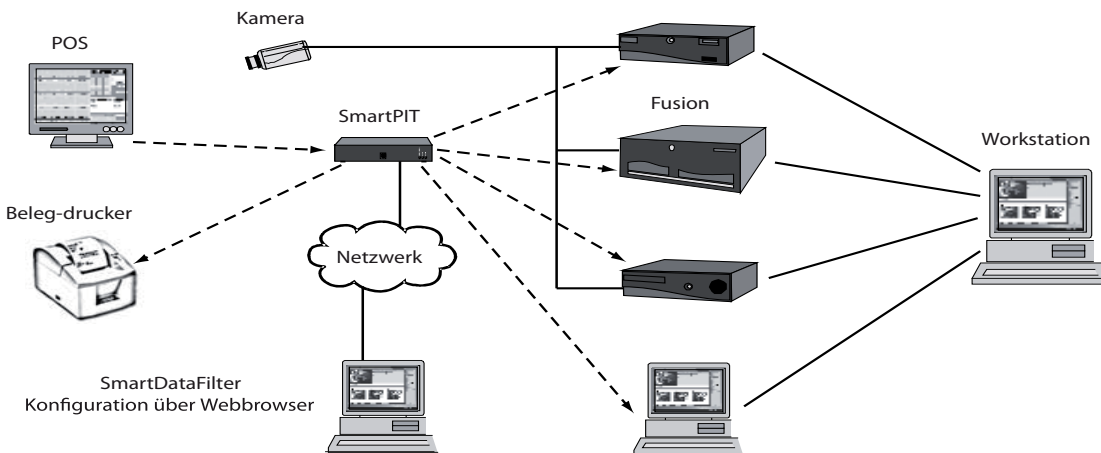 Kamera
POS
SmartPIT
Fusion
Workstation
Beleg-drucker
Netzwerk
SmartDataFilter
Konfiguration über Webbrowser